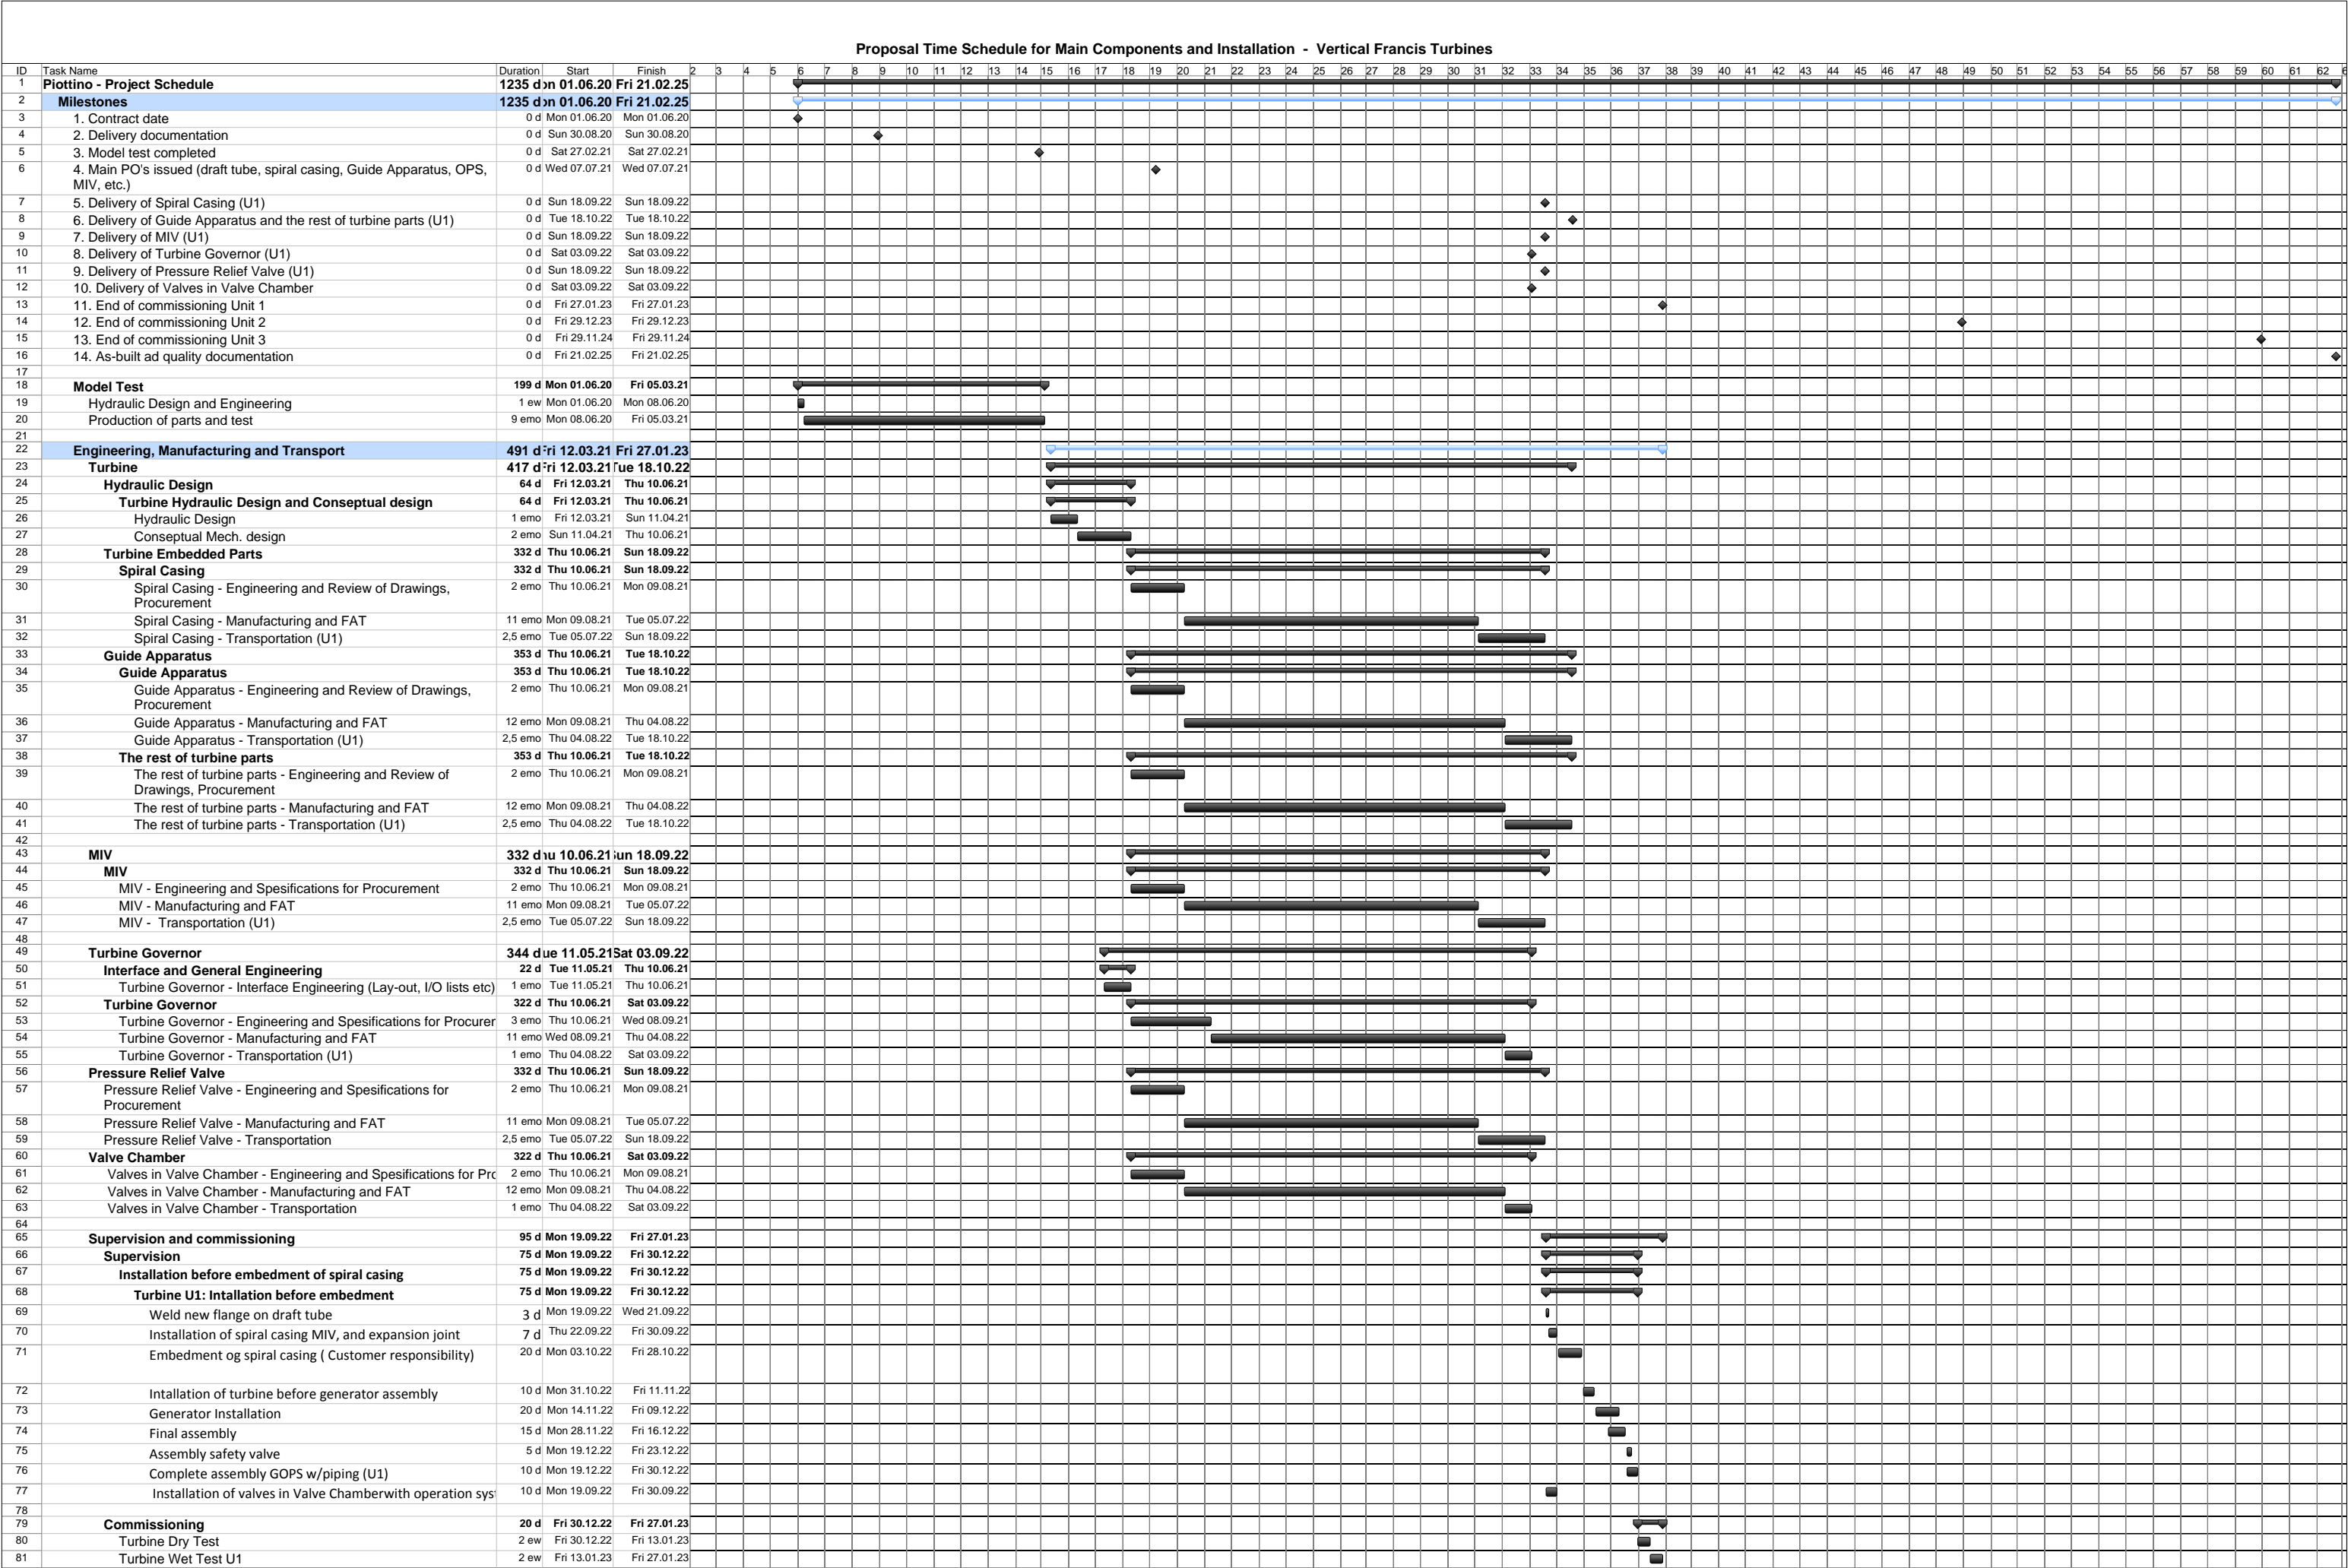 Proposal Time Schedule for Main Components and Installation - Vertical Francis Turbines
ID Task Name Duration Start Finish 2 3 4 5 6 7 8 9 10 11 12 13 14 15 16 17 18 19 20 21 22 23 24 25 26 27 28 29 30 31 32 33 34 35 36 37 38 39 40 41 42 43 44 45 46 47 48 49 50 51 52 53 54 55 56 57 58 59 60 61 62 6
1 Piottino - Project Schedule 1235 d on 01.06.20 Fri 21.02.25
2 Milestones 1235 d on 01.06.20 Fri 21.02.25
3 1. Contract date 0 d Mon 01.06.20 Mon 01.06.20
4 2. Delivery documentation 0 d Sun 30.08.20 Sun 30.08.20
5 3. Model test completed 0 d Sat 27.02.21 Sat 27.02.21
6 4. Main PO's issued (draft tube, spiral casing, Guide Apparatus, OPS, 0 d Wed 07.07.21 Wed 07.07.21
MIV, etc.)
7 5. Delivery of Spiral Casing (U1) 0 d Sun 18.09.22 Sun 18.09.22
8 6. Delivery of Guide Apparatus and the rest of turbine parts (U1) 0 d Tue 18.10.22 Tue 18.10.22
9 7. Delivery of MIV (U1) 0 d Sun 18.09.22 Sun 18.09.22
10 8. Delivery of Turbine Governor (U1) 0 d Sat 03.09.22 Sat 03.09.22
11 9. Delivery of Pressure Relief Valve (U1) 0 d Sun 18.09.22 Sun 18.09.22
12 10. Delivery of Valves in Valve Chamber 0 d Sat 03.09.22 Sat 03.09.22
13 11. End of commissioning Unit 1 0 d Fri 27.01.23 Fri 27.01.23
14 12. End of commissioning Unit 2 0 d Fri 29.12.23 Fri 29.12.23
15 13. End of commissioning Unit 3 0 d Fri 29.11.24 Fri 29.11.24
16 14. As-built ad quality documentation 0 d Fri 21.02.25 Fri 21.02.25
17
18 Model Test 199 d Mon 01.06.20 Fri 05.03.21
19 Hydraulic Design and Engineering 1 ew Mon 01.06.20 Mon 08.06.20
20 Production of parts and test 9 emo Mon 08.06.20 Fri 05.03.21
21
22 Engineering, Manufacturing and Transport 491 d Fri 12.03.21 Fri 27.01.23
23 Turbine 417 d Fri 12.03.21 Tue 18.10.22
24 Hydraulic Design 64 d Fri 12.03.21 Thu 10.06.21
25 Turbine Hydraulic Design and Conseptual design 64 d Fri 12.03.21 Thu 10.06.21
26 Hydraulic Design 1 emo Fri 12.03.21 Sun 11.04.21
27 Conseptual Mech. design 2 emo Sun 11.04.21 Thu 10.06.21
28 Turbine Embedded Parts 332 d Thu 10.06.21 Sun 18.09.22
29 Spiral Casing 332 d Thu 10.06.21 Sun 18.09.22
30 Spiral Casing - Engineering and Review of Drawings, 2 emo Thu 10.06.21 Mon 09.08.21
Procurement
31 Spiral Casing - Manufacturing and FAT 11 emo Mon 09.08.21 Tue 05.07.22
32 Spiral Casing - Transportation (U1) 2,5 emo Tue 05.07.22 Sun 18.09.22
33 Guide Apparatus 353 d Thu 10.06.21 Tue 18.10.22
34 Guide Apparatus 353 d Thu 10.06.21 Tue 18.10.22
35 Guide Apparatus - Engineering and Review of Drawings, 2 emo Thu 10.06.21 Mon 09.08.21
Procurement
36 Guide Apparatus - Manufacturing and FAT 12 emo Mon 09.08.21 Thu 04.08.22
37 Guide Apparatus - Transportation (U1) 2,5 emo Thu 04.08.22 Tue 18.10.22
38 The rest of turbine parts 353 d Thu 10.06.21 Tue 18.10.22
39 The rest of turbine parts - Engineering and Review of 2 emo Thu 10.06.21 Mon 09.08.21
Drawings, Procurement
40 The rest of turbine parts - Manufacturing and FAT 12 emo Mon 09.08.21 Thu 04.08.22
41 The rest of turbine parts - Transportation (U1) 2,5 emo Thu 04.08.22 Tue 18.10.22
42
43 MIV 332 d hu 10.06.21 Sun 18.09.22
44 MIV 332 d Thu 10.06.21 Sun 18.09.22
45 MIV - Engineering and Spesifications for Procurement 2 emo Thu 10.06.21 Mon 09.08.21
46 MIV - Manufacturing and FAT 11 emo Mon 09.08.21 Tue 05.07.22
47 MIV - Transportation (U1) 2,5 emo Tue 05.07.22 Sun 18.09.22
48
49 Turbine Governor 344 d ue 11.05.21 Sat 03.09.22
50 Interface and General Engineering 22 d Tue 11.05.21 Thu 10.06.21
51 Turbine Governor - Interface Engineering (Lay-out, I/O lists etc) 1 emo Tue 11.05.21 Thu 10.06.21
52 Turbine Governor 322 d Thu 10.06.21 Sat 03.09.22
53 Turbine Governor - Engineering and Spesifications for Procurer 3 emo Thu 10.06.21 Wed 08.09.21
54 Turbine Governor - Manufacturing and FAT 11 emo Wed 08.09.21 Thu 04.08.22
55 Turbine Governor - Transportation (U1) 1 emo Thu 04.08.22 Sat 03.09.22
56 Pressure Relief Valve 332 d Thu 10.06.21 Sun 18.09.22
57 Pressure Relief Valve - Engineering and Spesifications for 2 emo Thu 10.06.21 Mon 09.08.21
Procurement
58 Pressure Relief Valve - Manufacturing and FAT 11 emo Mon 09.08.21 Tue 05.07.22
59 Pressure Relief Valve - Transportation 2,5 emo Tue 05.07.22 Sun 18.09.22
60 Valve Chamber 322 d Thu 10.06.21 Sat 03.09.22
61 Valves in Valve Chamber - Engineering and Spesifications for Pro 2 emo Thu 10.06.21 Mon 09.08.21
62 Valves in Valve Chamber - Manufacturing and FAT 12 emo Mon 09.08.21 Thu 04.08.22
63 Valves in Valve Chamber - Transportation 1 emo Thu 04.08.22 Sat 03.09.22
64
65 Supervision and commissioning 95 d Mon 19.09.22 Fri 27.01.23
66 Supervision 75 d Mon 19.09.22 Fri 30.12.22
67 Installation before embedment of spiral casing 75 d Mon 19.09.22 Fri 30.12.22
68 Turbine U1: Intallation before embedment 75 d Mon 19.09.22 Fri 30.12.22
69 Weld new flange on draft tube 3 d Mon 19.09.22 Wed 21.09.22
70 Installation of spiral casing MIV, and expansion joint 7 d Thu 22.09.22 Fri 30.09.22
71 Embedment og spiral casing ( Customer responsibility) 20 d Mon 03.10.22 Fri 28.10.22
72 Intallation of turbine before generator assembly 10 d Mon 31.10.22 Fri 11.11.22
73 Generator Installation 20 d Mon 14.11.22 Fri 09.12.22
74 Final assembly 15 d Mon 28.11.22 Fri 16.12.22
75 Assembly safety valve 5 d Mon 19.12.22 Fri 23.12.22
76 Complete assembly GOPS w/piping (U1) 10 d Mon 19.12.22 Fri 30.12.22
77 Installation of valves in Valve Chamberwith operation sys 10 d Mon 19.09.22 Fri 30.09.22
78
79 Commissioning 20 d Fri 30.12.22 Fri 27.01.23
80 Turbine Dry Test 2 ew Fri 30.12.22 Fri 13.01.23
81 Turbine Wet Test U1 2 ew Fri 13.01.23 Fri 27.01.23